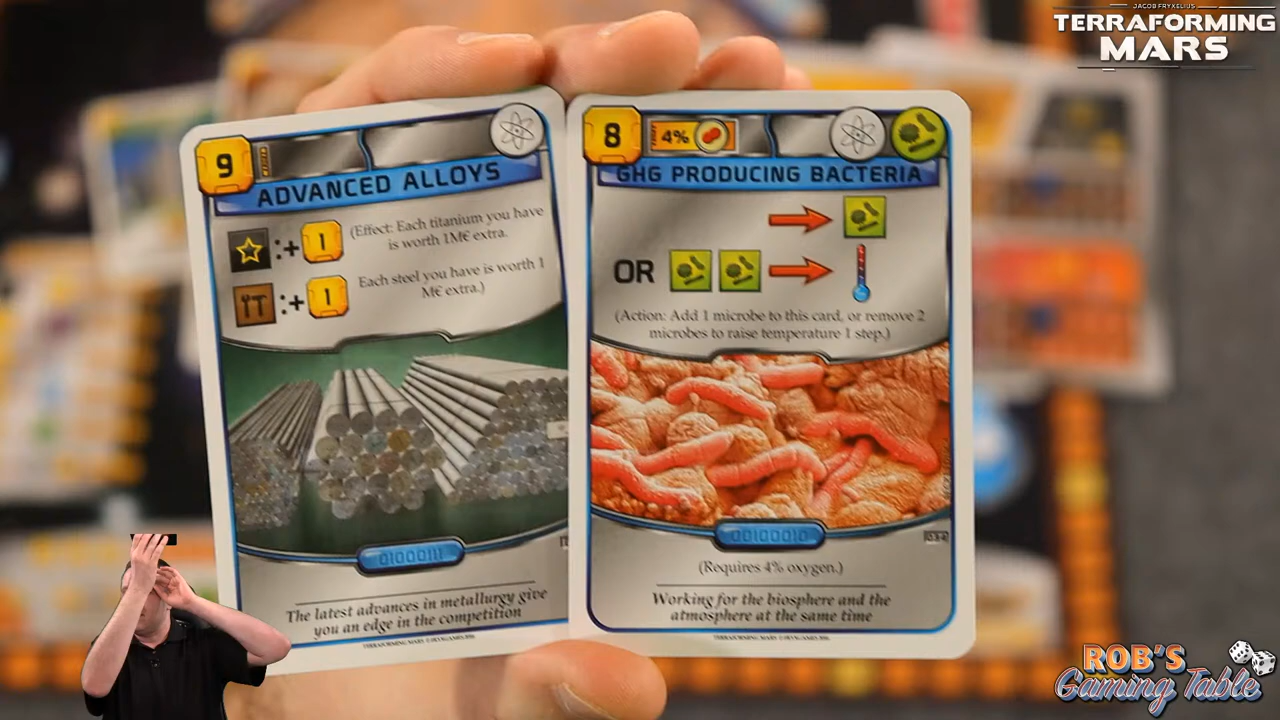 JACOB FRYXELIUS
TERRAFORMING
MARS
9
ADVANCED ALLOYS
:+ 1
(Effect: Each titanium you have
is worth 1M€ extra.
:+ 1
Each steel you have is worth 1
M€ extra.)
01000111
The latest advances in metallurgy give
you an edge in the competition
8
4%
GHG PRODUCING BACTERIA
OR
(Action: Add 1 microbe to this card, or remove 2
microbes to raise temperature 1 step.)
00100010
(Requires 4% oxygen.)
Working for the biosphere and the
atmosphere at the same time
ROB'S
Gaming Table